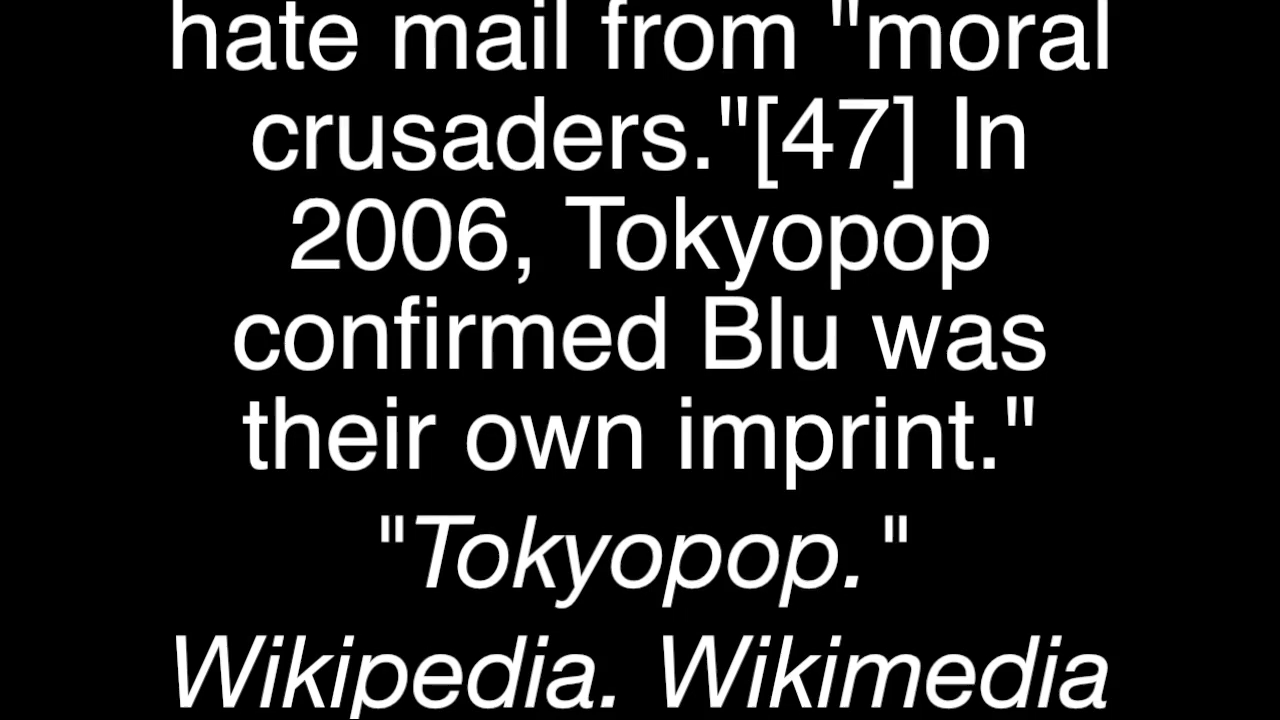 hate mail from "moral
crusaders."[47] In
2006, Tokyopop
confirmed Blu was
their own imprint."
"Tokyopop."
Wikipedia. Wikimedia